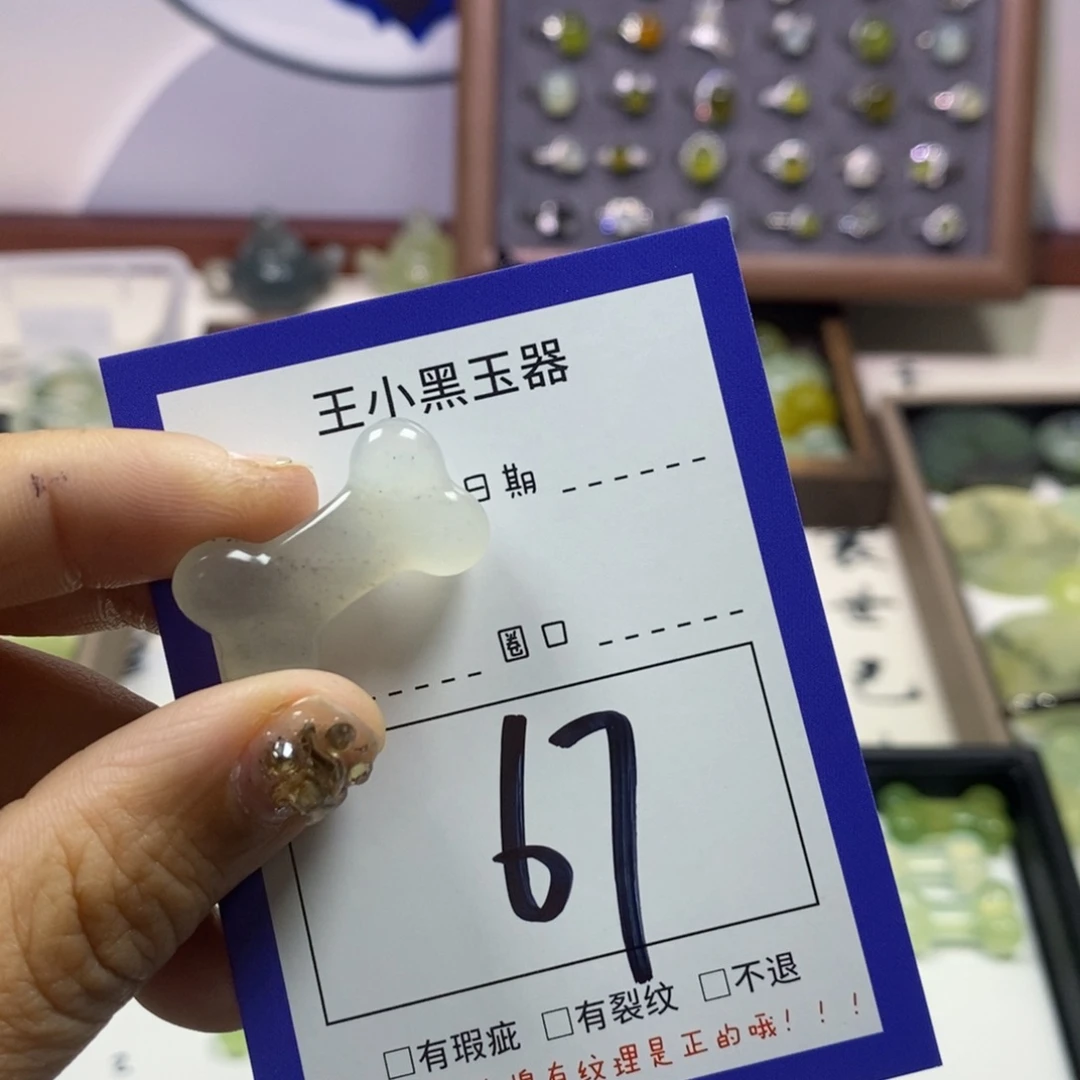 王小黑玉器
日期
圈口
67
□有瑕疵 □有裂纹 □不退
有纹理是正的哦！！！